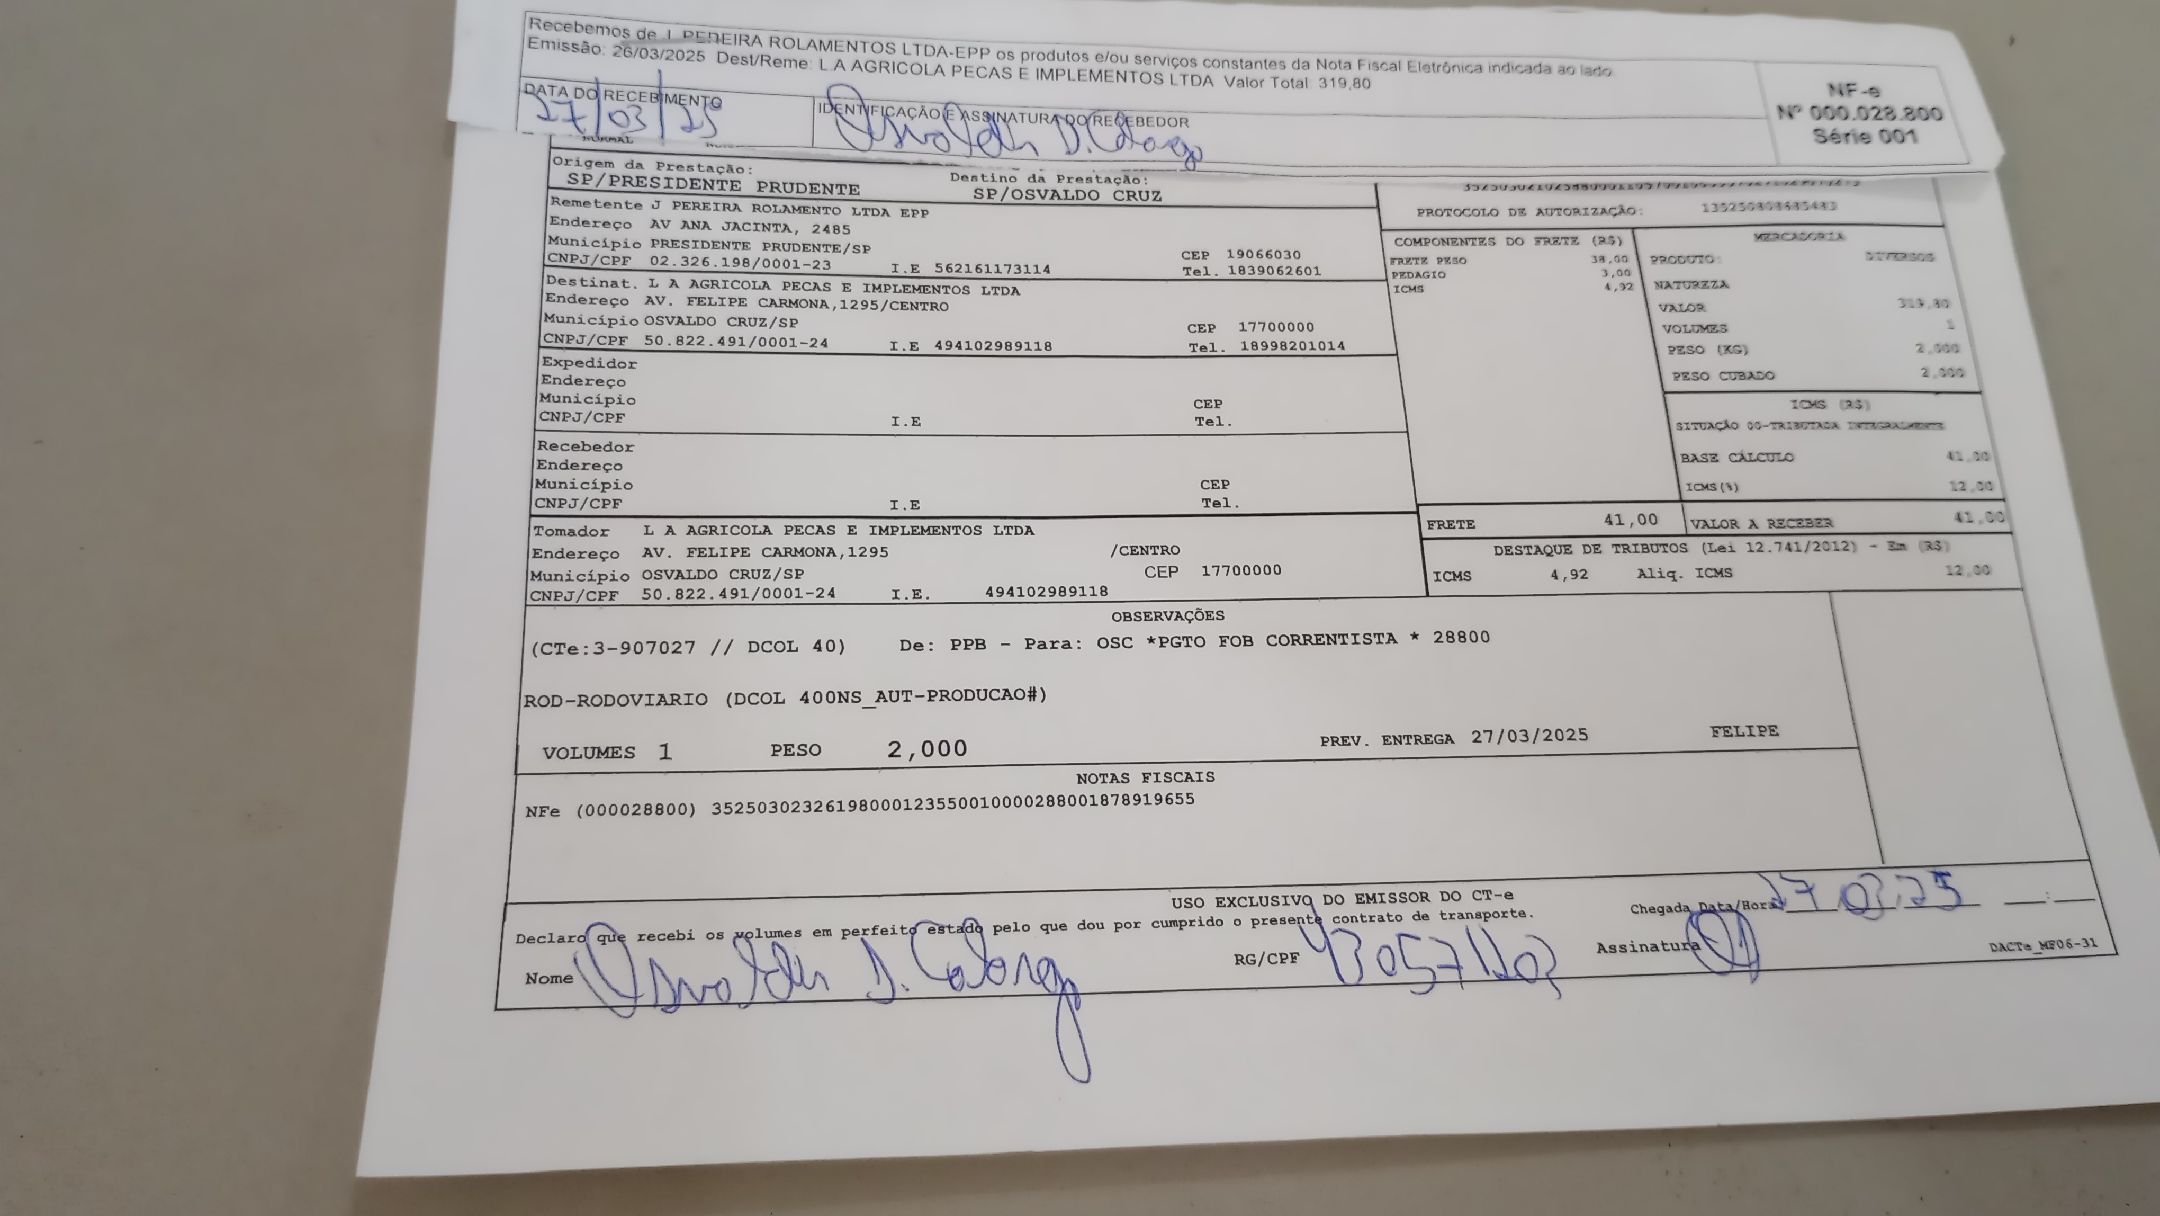 Recebemos de J. PEREIRA ROLAMENTOS LTDA-EPP os produtos e/ou serviços constantes da Nota Fiscal Eletrônica indicada ao lado
Emissão: 26/03/2025 Dest/Reme: L A AGRICOLA PECAS E IMPLEMENTOS LTDA Valor Total: 319,80
DATA DO RECEBIMENTO
27/03/25
IDENTIFICAÇÃO E ASSINATURA DO RECEBEDOR
NF-e
Nº 000.028.800
Série 001
NORMAL
Origem da Prestação:
SP/PRESIDENTE PRUDENTE
Destino da Prestação:
SP/OSVALDO CRUZ
Remetente J PEREIRA ROLAMENTO LTDA EPP
Endereço AV ANA JACINTA, 2485
Município PRESIDENTE PRUDENTE/SP CEP 19066030
CNPJ/CPF 02.326.198/0001-23 I.E 562161173114 Tel. 1839062601
Destinat. L A AGRICOLA PECAS E IMPLEMENTOS LTDA
Endereço AV. FELIPE CARMONA,1295/CENTRO
Município OSVALDO CRUZ/SP CEP 17700000
CNPJ/CPF 50.822.491/0001-24 I.E 494102989118 Tel. 18998201014
Expedidor
Endereço
Município CEP
CNPJ/CPF I.E Tel.
Recebedor
Endereço
Município CEP
CNPJ/CPF I.E Tel.
Tomador L A AGRICOLA PECAS E IMPLEMENTOS LTDA
Endereço AV. FELIPE CARMONA,1295 /CENTRO
Município OSVALDO CRUZ/SP CEP 17700000
CNPJ/CPF 50.822.491/0001-24 I.E. 494102989118
PROTOCOLO DE AUTORIZAÇÃO:
COMPONENTES DO FRETE (R$)
FRETE PESO 38,00
PEDAGIO 3,00
ICMS 4,92
MERCADORIA
PRODUTO: DIVERSOS
NATUREZA
VALOR 319,80
VOLUMES 1
PESO (KG) 2,000
PESO CUBADO 2,000
ICMS (R$)
SITUAÇÃO 00-TRIBUTADA INTEGRALMENTE
BASE CÁLCULO 41,00
ICMS(%) 12,00
FRETE 41,00 VALOR A RECEBER 41,00
DESTAQUE DE TRIBUTOS (Lei 12.741/2012) - Em (R$)
ICMS 4,92 Aliq. ICMS 12,00
OBSERVAÇÕES
(CTe:3-907027 // DCOL 40) De: PPB - Para: OSC *PGTO FOB CORRENTISTA * 28800
ROD-RODOVIARIO (DCOL 400NS_AUT-PRODUCAO#)
VOLUMES 1 PESO 2,000 PREV. ENTREGA 27/03/2025 FELIPE
NOTAS FISCAIS
NFe (000028800) 35250302326198000123550010000288001878919655
USO EXCLUSIVO DO EMISSOR DO CT-e
Declaro que recebi os volumes em perfeito estado pelo que dou por cumprido o presente contrato de transporte.
Chegada Data/Hora 27 03 25 :
Nome
RG/CPF
Assinatura
DACTe_MF06-31